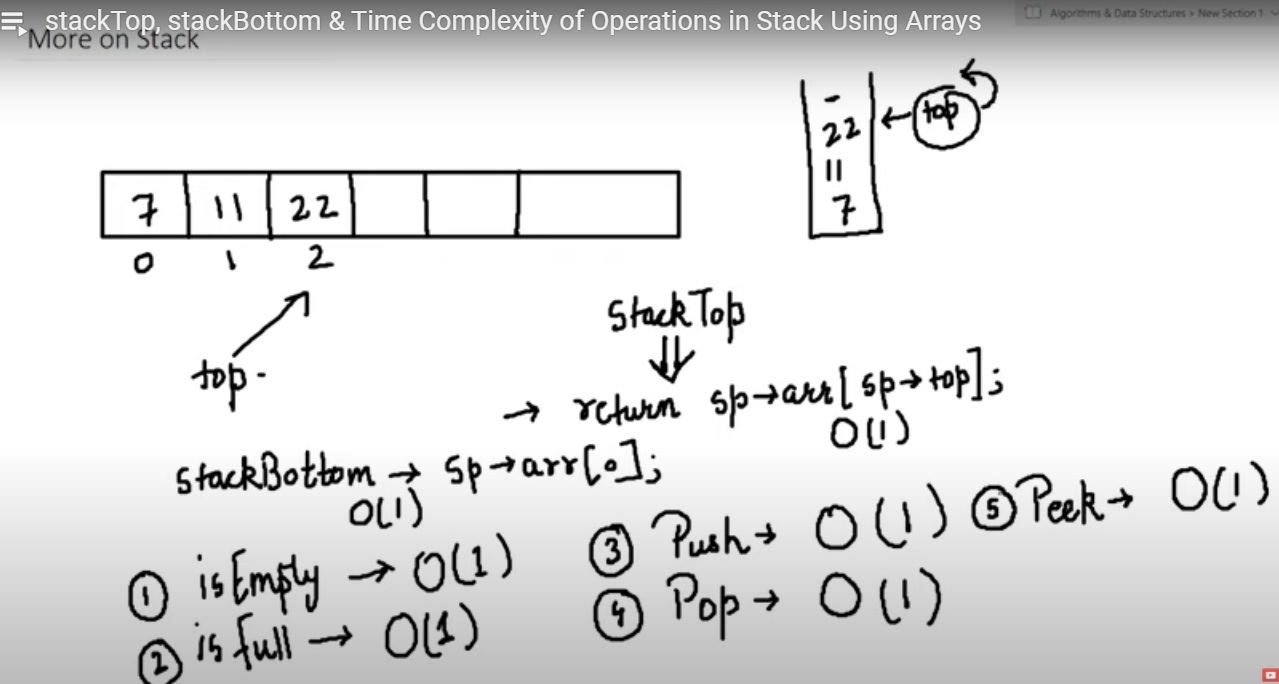 stackTop, stackBottom & Time Complexity of Operations in Stack Using Arrays
Algorithms & Data Structures > New Section 1
More on Stack
-
22 ← top
11
7
7 11 22
0 1 2
top -
StackTop
⇓
→ return sp→arr[sp→top];
O(1)
stackBottom → sp→arr[0];
O(1)
① isEmpty → O(1)
② isfull → O(1)
③ Push → O(1)
④ Pop → O(1)
⑤ Peek → O(1)